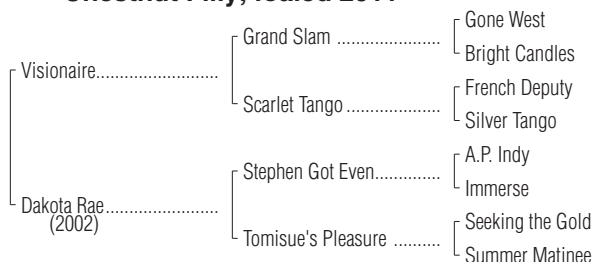 Gone West
Grand Slam ......................
Bright Candles
Visionaire..........................
French Deputy
Scarlet Tango ....................
Silver Tango
A.P. Indy
Stephen Got Even..............
Immerse
Dakota Rae........................
(2002)
Seeking the Gold
Tomisue's Pleasure ..........
Summer Matinee